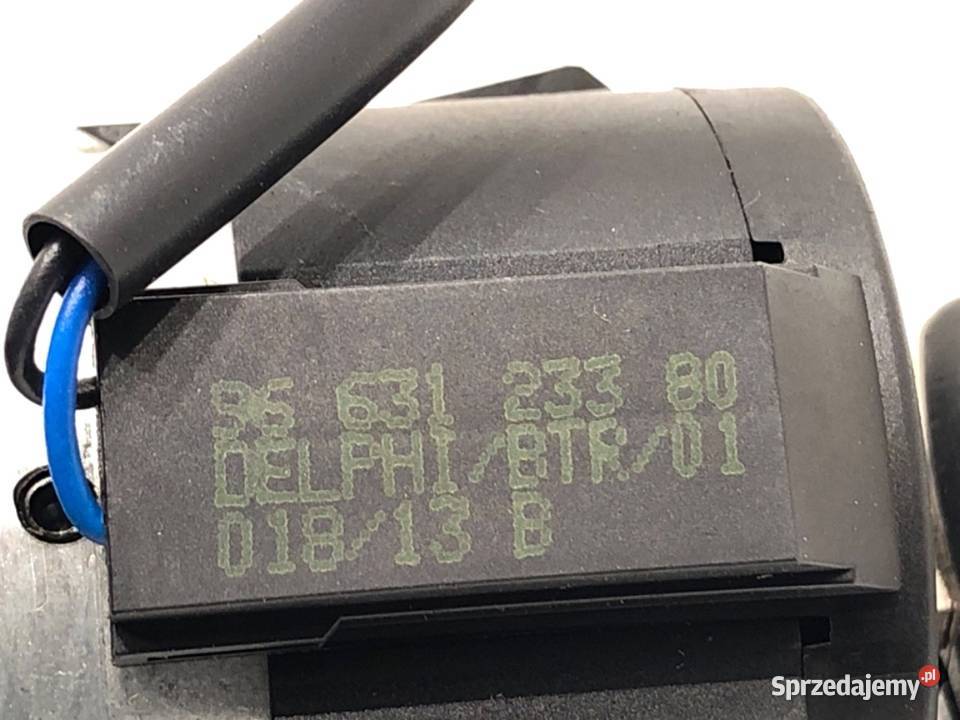 96 631 233 80
DELPHI/BTR/01
018/13 B
Sprzedajemy.pl